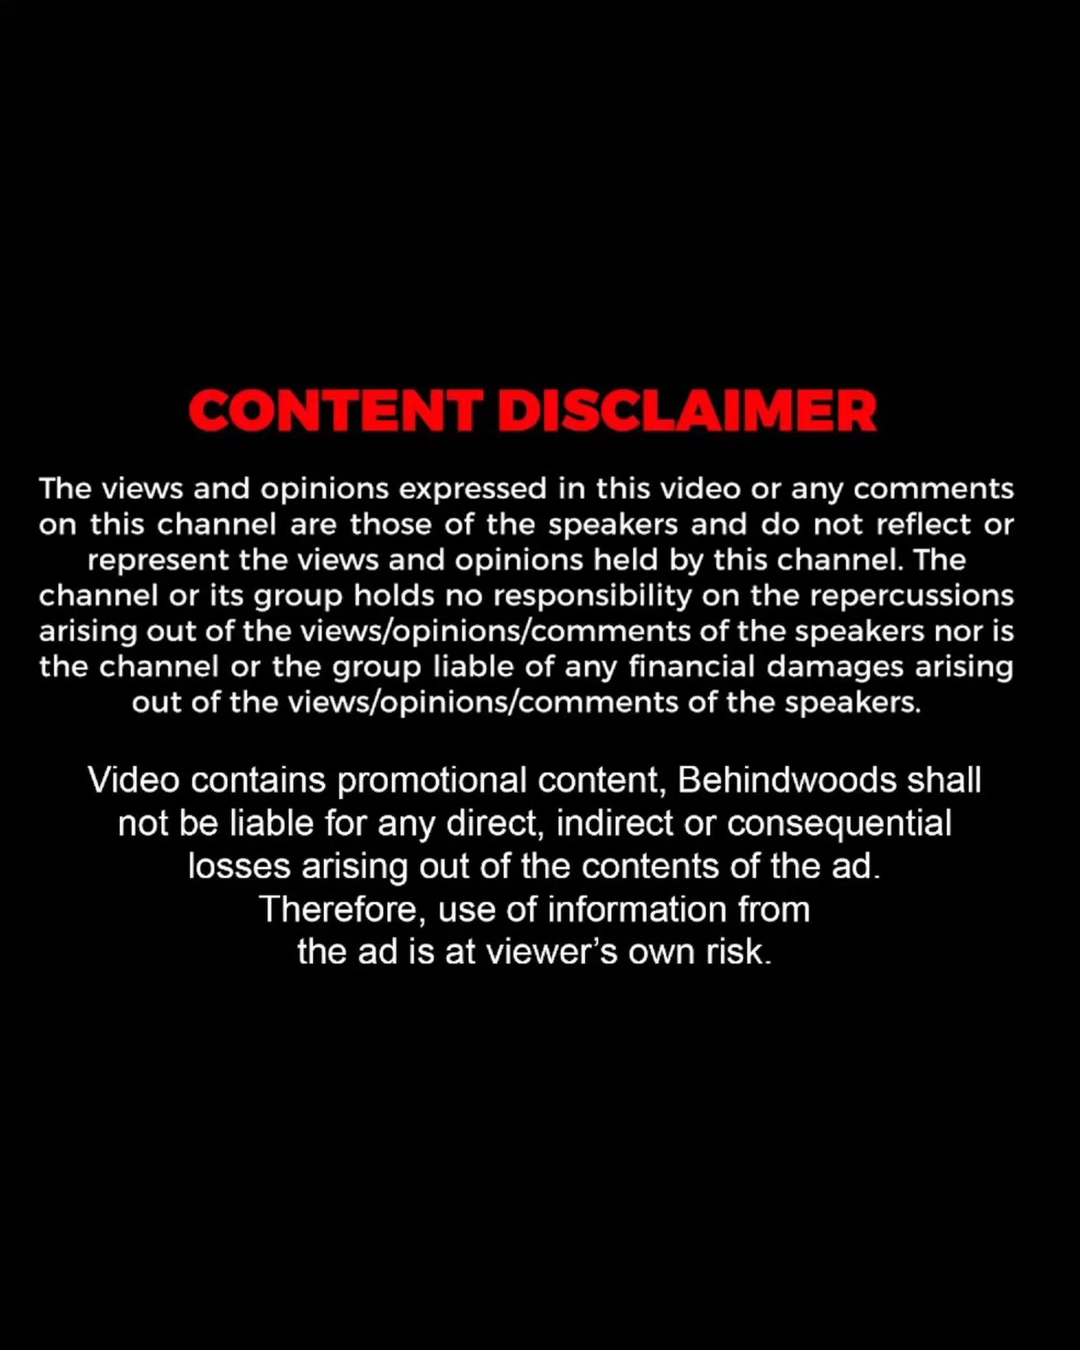 CONTENT DISCLAIMER
The views and opinions expressed in this video or any comments
on this channel are those of the speakers and do not reflect or
represent the views and opinions held by this channel. The
channel or its group holds no responsibility on the repercussions
arising out of the views/opinions/comments of the speakers nor is
the channel or the group liable of any financial damages arising
out of the views/opinions/comments of the speakers.
Video contains promotional content, Behindwoods shall
not be liable for any direct, indirect or consequential
losses arising out of the contents of the ad.
Therefore, use of information from
the ad is at viewer’s own risk.